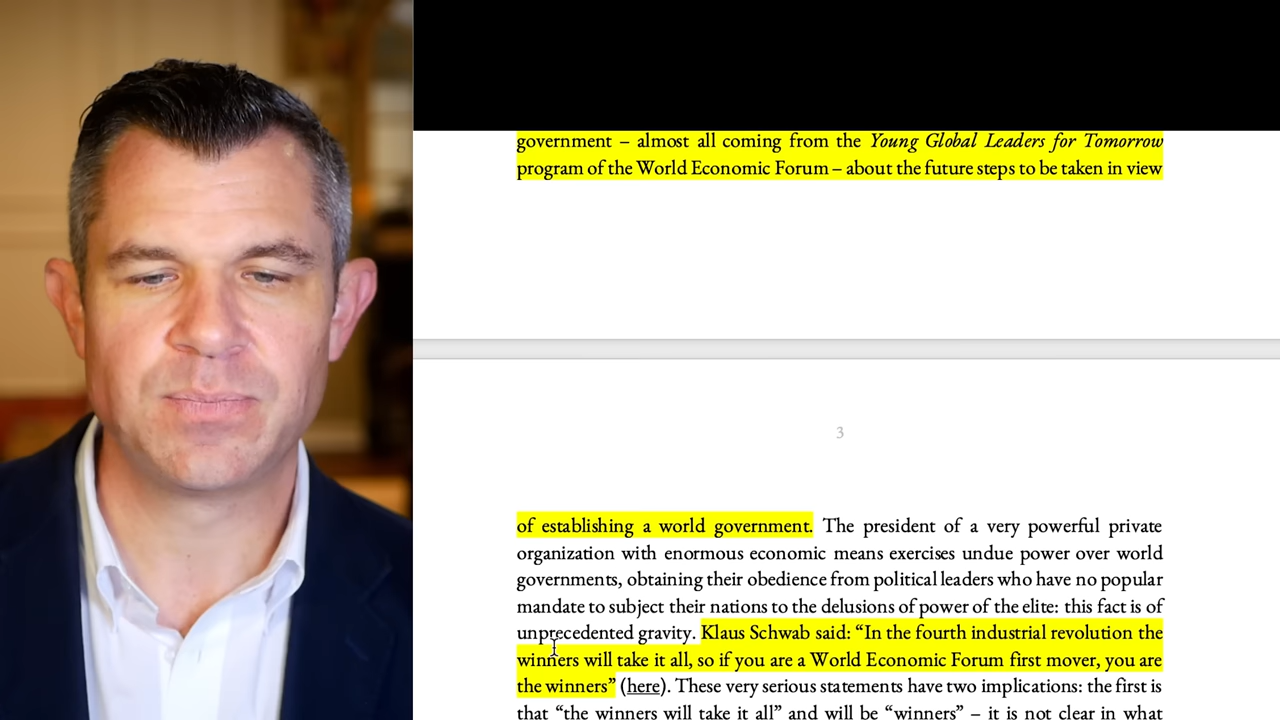 government – almost all coming from the Young Global Leaders for Tomorrow
program of the World Economic Forum – about the future steps to be taken in view
3
of establishing a world government. The president of a very powerful private
organization with enormous economic means exercises undue power over world
governments, obtaining their obedience from political leaders who have no popular
mandate to subject their nations to the delusions of power of the elite: this fact is of
unprecedented gravity. Klaus Schwab said: “In the fourth industrial revolution the
winners will take it all, so if you are a World Economic Forum first mover, you are
the winners” (here). These very serious statements have two implications: the first is
that “the winners will take it all” and will be “winners” – it is not clear in what